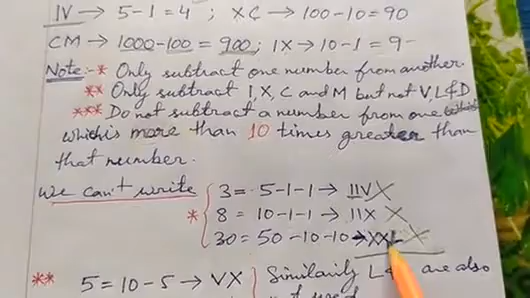 IV → 5-1=4 ; XC → 100-10=90
CM → 1000-100=900; IX → 10-1=9
Note:-* Only subtract one number from another.
** Only subtract I, X, C and M but not V, L & D
*** Do not subtract a number from one
which is more than 10 times greater than
that number.
we can't write
3 = 5-1-1 → IIV X
* 8 = 10-1-1 → IIX X
30 = 50-10-10 → XXL X
** 5 = 10-5 → VX } Similarly L & are also
not used